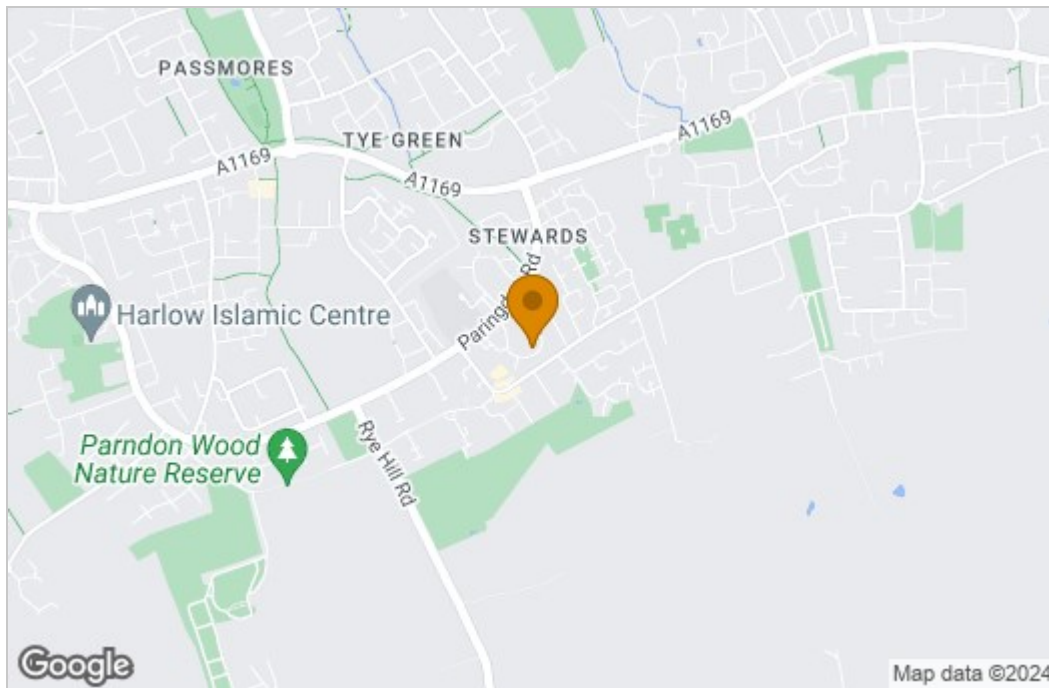 PASSMORES
TYE GREEN
A1169
A1169
A1169
STEWARDS
Rd
Harlow Islamic Centre
Parndon Wood
Nature Reserve
Rye Hill Rd
Google
Map data ©2024